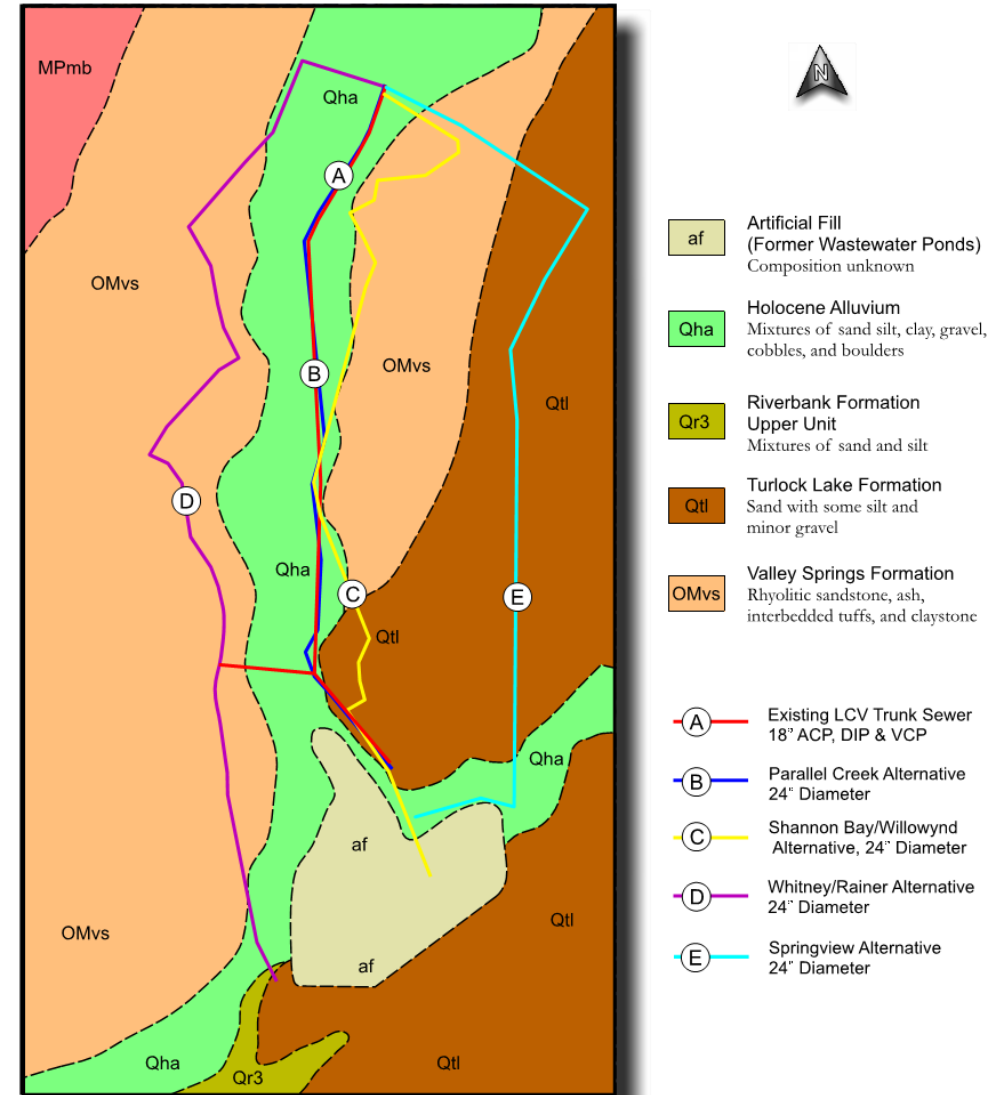 MPmb
Qha
A
OMvs
B
OMvs
Qtl
D
Qha
C
E
Qtl
Qha
af
Qtl
OMvs
af
Qha
Qr3
Qtl
N
af
Artificial Fill
(Former Wastewater Ponds)
Composition unknown
Qha
Holocene Alluvium
Mixtures of sand silt, clay, gravel,
cobbles, and boulders
Qr3
Riverbank Formation
Upper Unit
Mixtures of sand and silt
Qtl
Turlock Lake Formation
Sand with some silt and
minor gravel
OMvs
Valley Springs Formation
Rhyolitic sandstone, ash,
interbedded tuffs, and claystone
A
Existing LCV Trunk Sewer
18" ACP, DIP & VCP
B
Parallel Creek Alternative
24" Diameter
C
Shannon Bay/Willowynd
Alternative, 24" Diameter
D
Whitney/Rainer Alternative
24" Diameter
E
Springview Alternative
24" Diameter